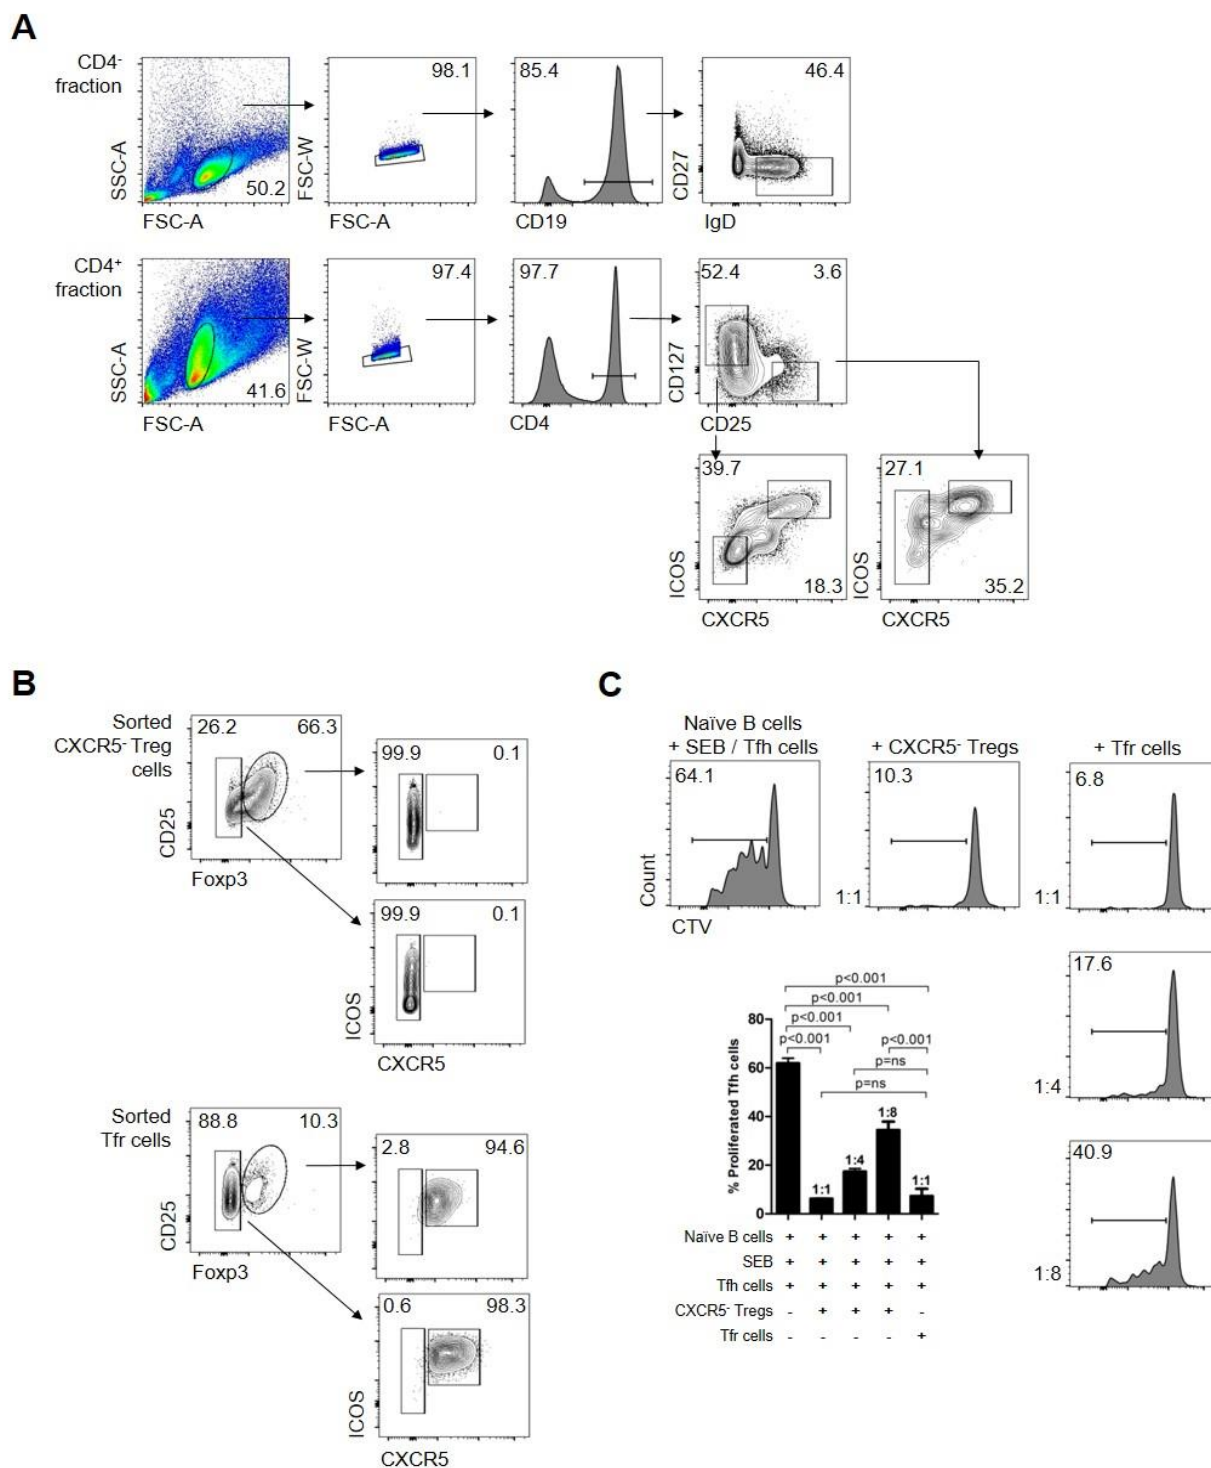 A
CD4-
fraction
98.1
85.4
46.4
SSC-A
50.2
FSC-A
FSC-W
FSC-A
CD19
CD27
IgD
CD4+
fraction
97.4
97.7
52.4 3.6
SSC-A
41.6
FSC-A
FSC-W
FSC-A
CD4
CD127
CD25
39.7
18.3
ICOS
CXCR5
27.1
35.2
ICOS
CXCR5
B
Sorted
CXCR5- Treg
cells
26.2 66.3
CD25
Foxp3
99.9 0.1
99.9 0.1
ICOS
CXCR5
Sorted
Tfr cells
88.8 10.3
CD25
Foxp3
2.8 94.6
0.6 98.3
ICOS
CXCR5
C
Naïve B cells
+ SEB / Tfh cells
+ CXCR5- Tregs
+ Tfr cells
64.1
10.3
6.8
Count
CTV
1:1
1:1
17.6
1:4
40.9
1:8
p<0.001
p<0.001
p<0.001
p<0.001 p<0.001
p=ns
p=ns
80
60
40
20
0
% Proliferated Tfh cells
1:1
1:4
1:8
1:1
Naïve B cells + + + + +
SEB + + + + +
Tfh cells + + + + +
CXCR5- Tregs - + + + -
Tfr cells - - - - +